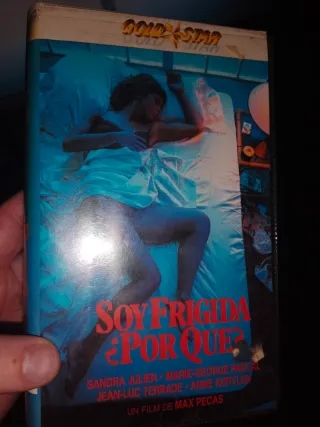 GOLD STAR
SOY FRIGIDA
¿POR QUE?
SANDRA JULIEN - MARIE-GEORGE PASCAL
JEAN-LUC TERRADE - ANNE KERYLEN
UN FILM DE MAX PECAS